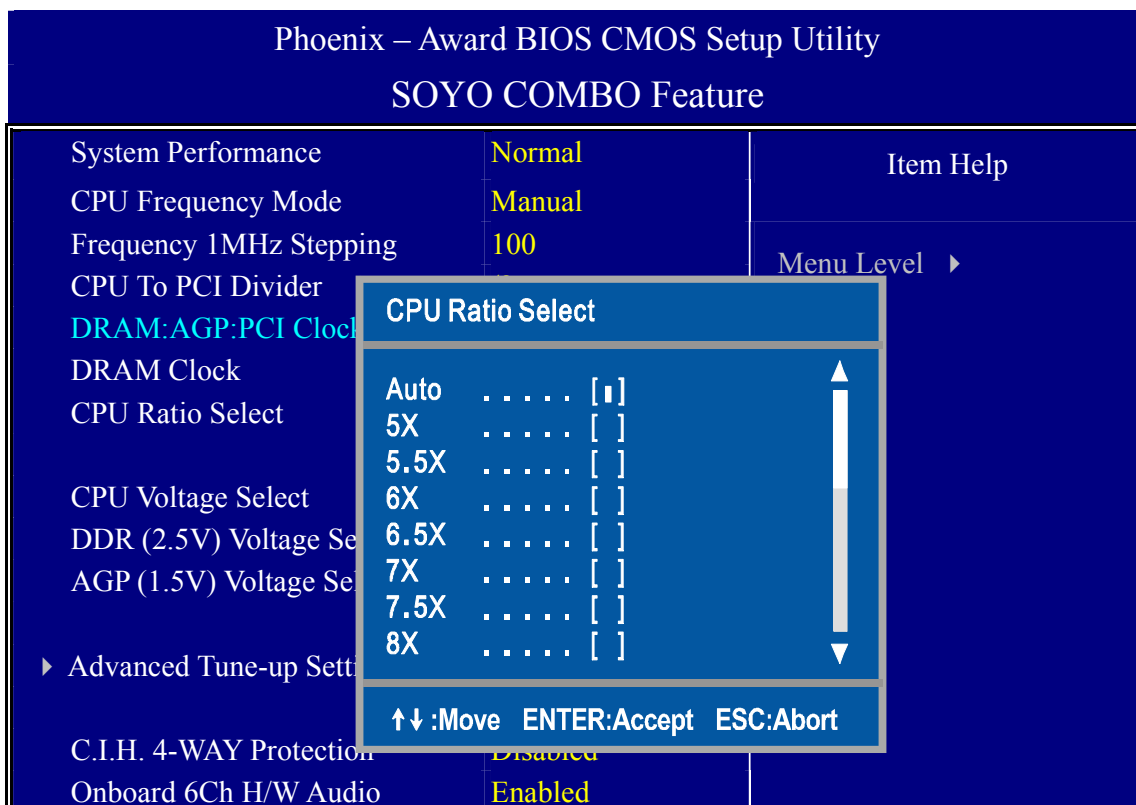 Phoenix – Award BIOS CMOS Setup Utility
SOYO COMBO Feature
System Performance Normal
CPU Frequency Mode Manual
Frequency 1MHz Stepping 100
CPU To PCI Divider
DRAM:AGP:PCI Clock
DRAM Clock
CPU Ratio Select
CPU Voltage Select
DDR (2.5V) Voltage Se
AGP (1.5V) Voltage Sel
Advanced Tune-up Setti
C.I.H. 4-WAY Protection Disabled
Onboard 6Ch H/W Audio Enabled
Item Help
Menu Level
CPU Ratio Select
Auto ..... [▮]
5X ..... [ ]
5.5X ..... [ ]
6X ..... [ ]
6.5X ..... [ ]
7X ..... [ ]
7.5X ..... [ ]
8X ..... [ ]
↑↓:Move ENTER:Accept ESC:Abort